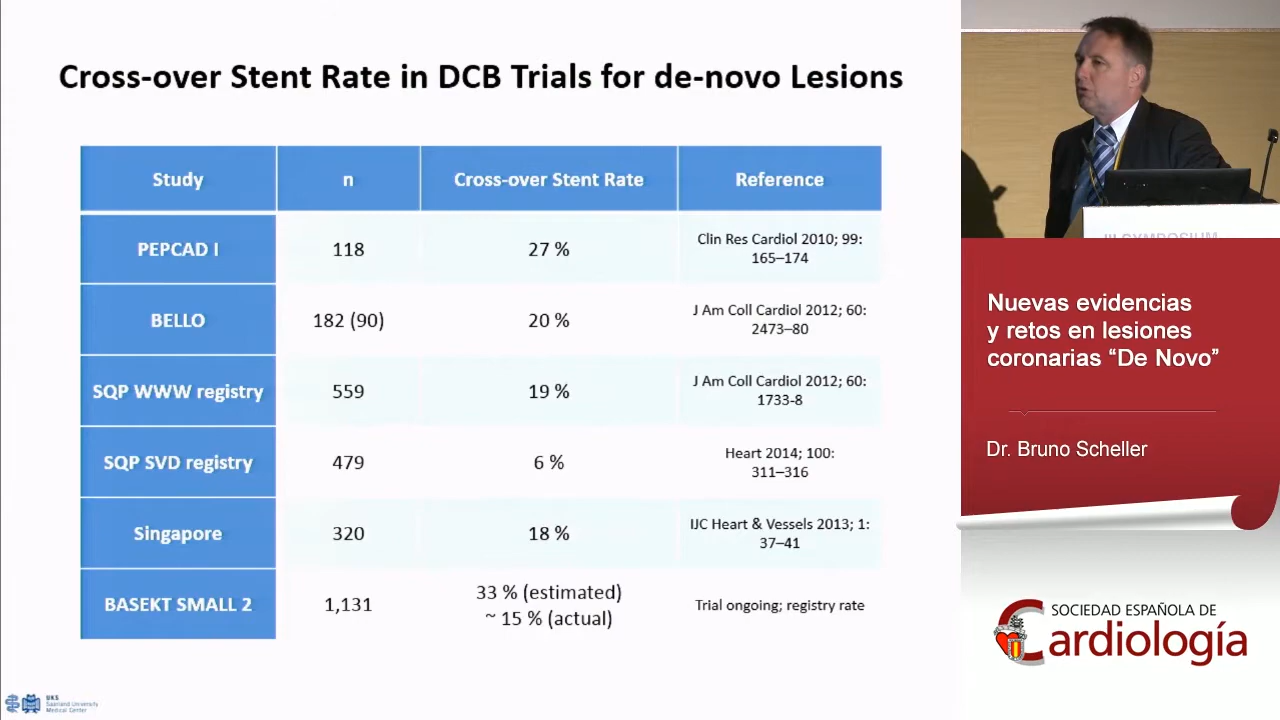 Cross-over Stent Rate in DCB Trials for de-novo Lesions
Study n Cross-over Stent Rate Reference
PEPCAD I 118 27 % Clin Res Cardiol 2010; 99:
165–174
BELLO 182 (90) 20 % J Am Coll Cardiol 2012; 60:
2473–80
SQP WWW registry 559 19 % J Am Coll Cardiol 2012; 60:
1733-8
SQP SVD registry 479 6 % Heart 2014; 100:
311–316
Singapore 320 18 % IJC Heart & Vessels 2013; 1:
37–41
BASEKT SMALL 2 1,131 33 % (estimated)
~ 15 % (actual) Trial ongoing; registry rate
UKS
Saarland University
Medical Center
III SYMPOSIUM
Nuevas evidencias
y retos en lesiones
coronarias “De Novo”
Dr. Bruno Scheller
SOCIEDAD ESPAÑOLA DE
Cardiología